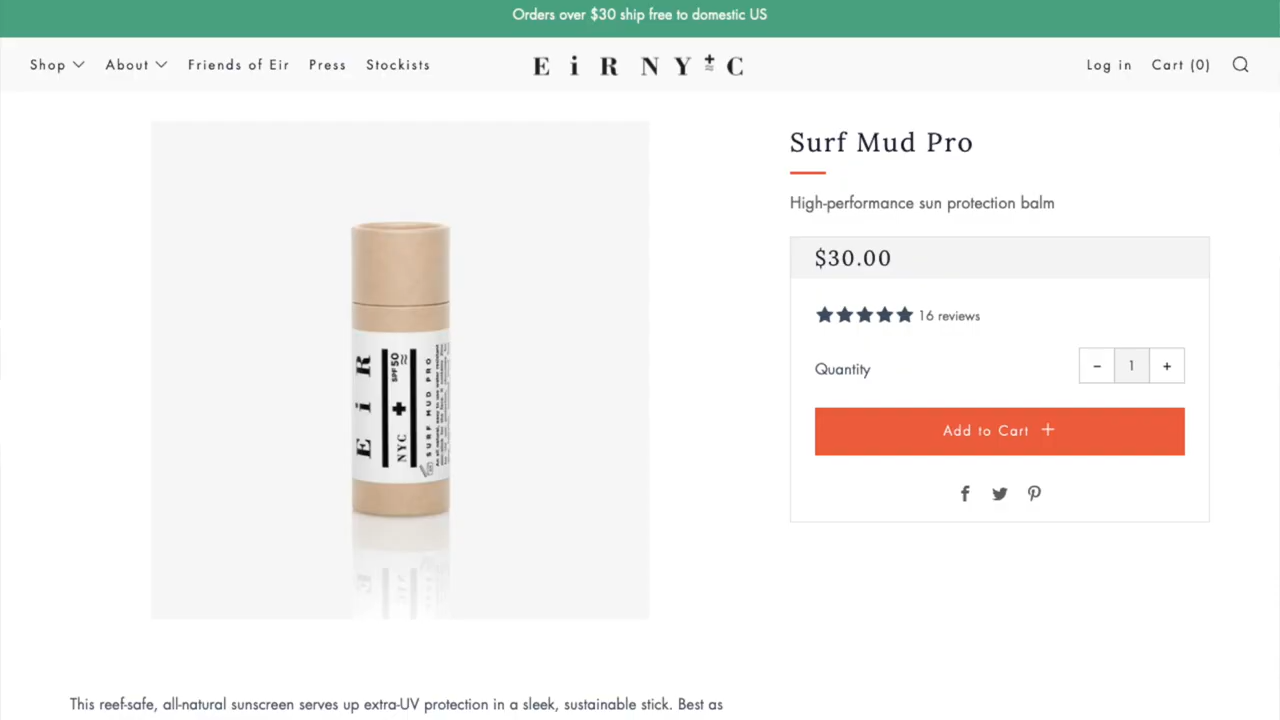 Orders over $30 ship free to domestic US
Shop About Friends of Eir Press Stockists
EiRNYC
Log in Cart (0)
Surf Mud Pro
High-performance sun protection balm
$30.00
16 reviews
Quantity
- 1 +
Add to Cart +
EiR
NYC
SPF 50
SURF MUD PRO
This reef-safe, all-natural sunscreen serves up extra-UV protection in a sleek, sustainable stick. Best as